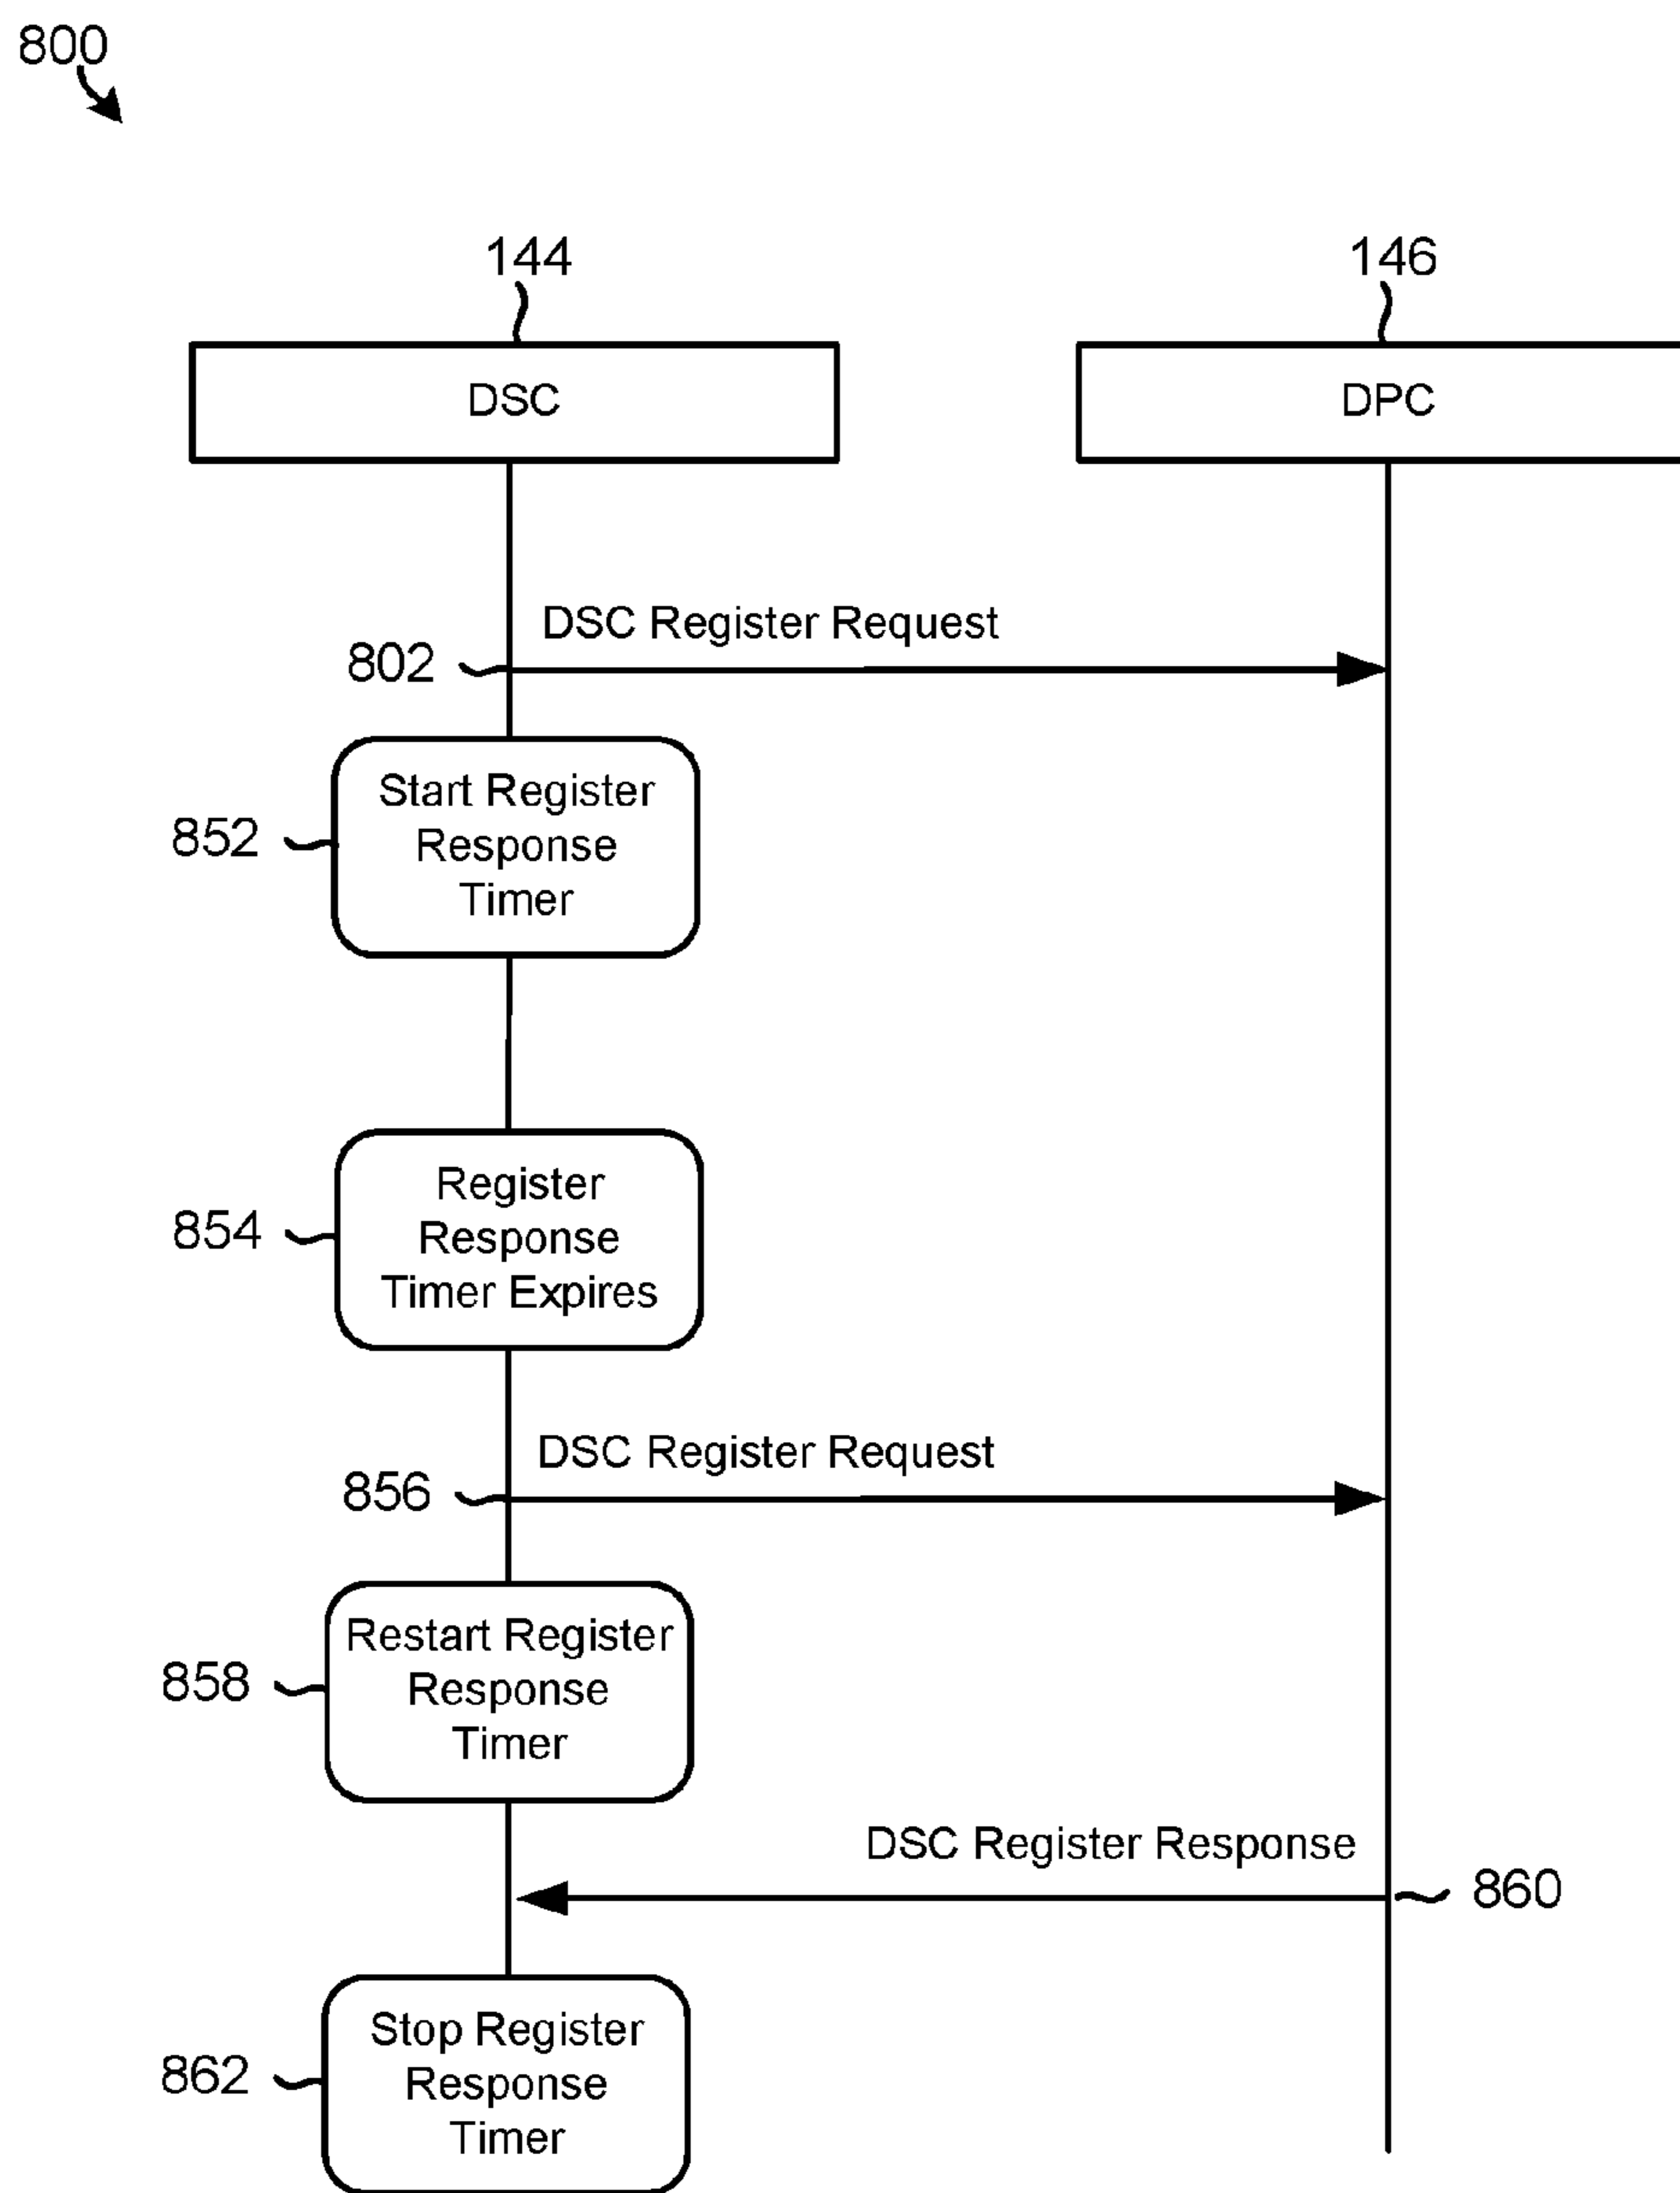 800
144
146
DSC
DPC
DSC Register Request
802
Start Register
Response
Timer
852
Register
Response
Timer Expires
854
DSC Register Request
856
Restart Register
Response
Timer
858
DSC Register Response
860
Stop Register
Response
Timer
862